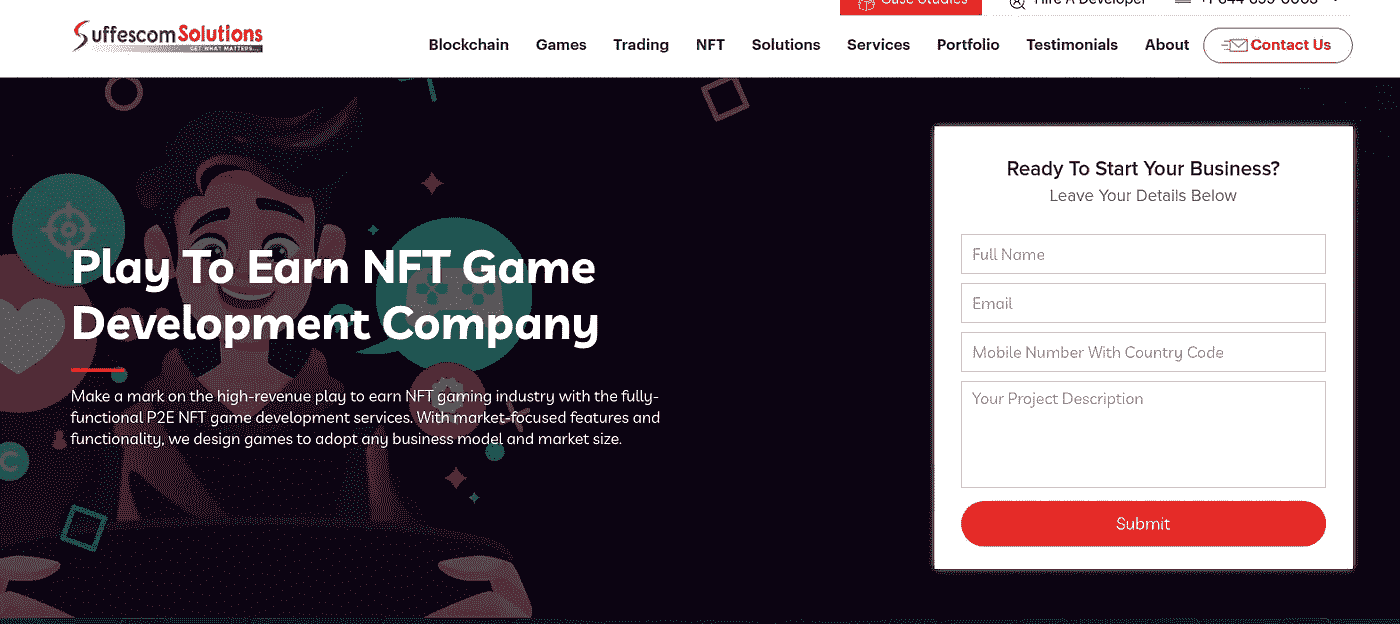 Case Studies
Hire A Developer
Suffescom Solutions
GET WHAT MATTERS...
Blockchain
Games
Trading
NFT
Solutions
Services
Portfolio
Testimonials
About
Contact Us
Play To Earn NFT Game
Development Company
Make a mark on the high-revenue play to earn NFT gaming industry with the fully-
functional P2E NFT game development services. With market-focused features and
functionality, we design games to adopt any business model and market size.
Ready To Start Your Business?
Leave Your Details Below
Full Name
Email
Mobile Number With Country Code
Your Project Description
Submit